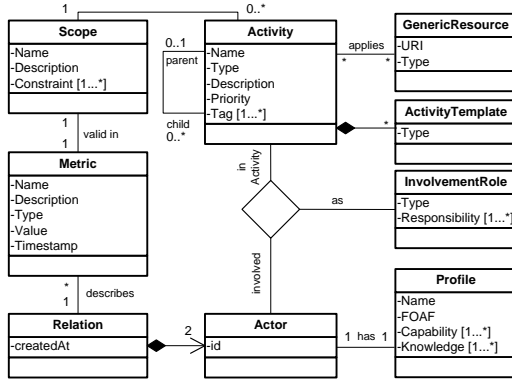 1
0..*
Scope
-Name
-Description
-Constraint [1...*]
Activity
-Name
-Type
-Description
-Priority
-Tag [1...*]
0..1
parent
child
0..*
applies
*
*
GenericResource
-URI
-Type
*
ActivityTemplate
-Type
1
valid in
1
Metric
-Name
-Description
-Type
-Value
-Timestamp
in
Activity
as
involved
InvolvementRole
-Type
-Responsibility [1...*]
*
describes
1
Relation
-createdAt
2
Actor
-id
1 has 1
Profile
-Name
-FOAF
-Capability [1...*]
-Knowledge [1...*]